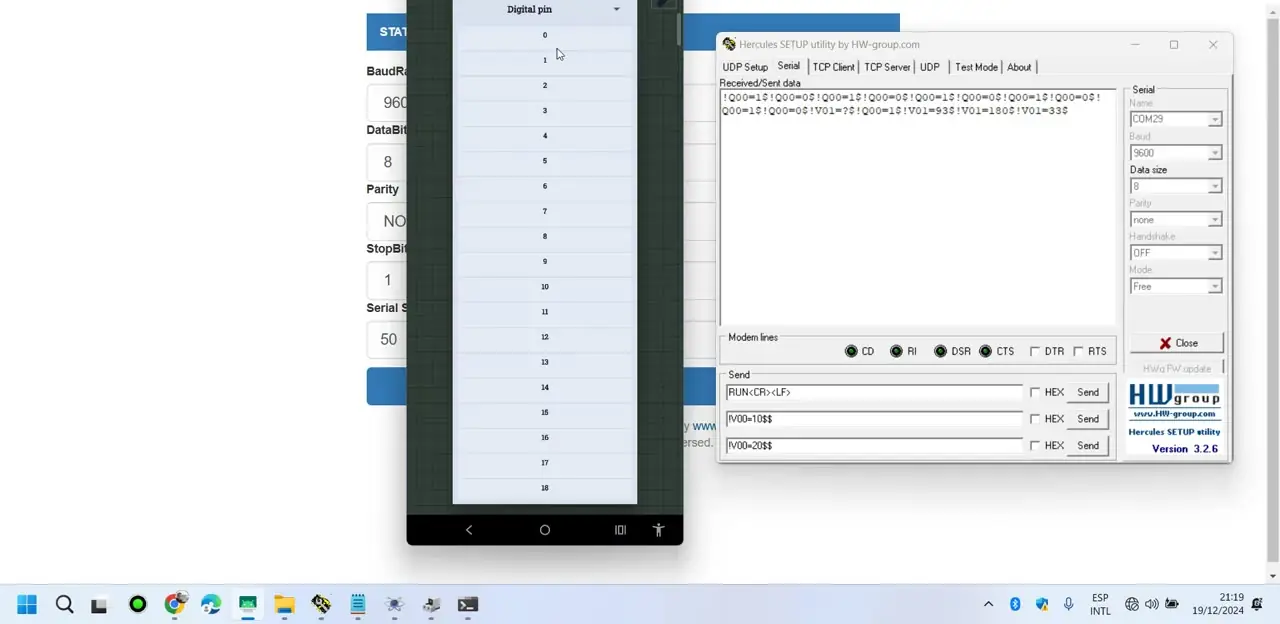 STAT
BaudRa
960
DataBit
8
Parity
NO
StopBit
1
Serial S
50
y www
ersed.
Digital pin
0
1
2
3
4
5
6
7
8
9
10
11
12
13
14
15
16
17
18
Hercules SETUP utility by HW-group.com
UDP Setup Serial TCP Client TCP Server UDP Test Mode About
Received/Sent data
!Q00=1$!Q00=0$!Q00=1$!Q00=0$!Q00=1$!Q00=0$!Q00=1$!Q00=0$!
Q00=1$!Q00=0$!V01=?$!Q00=1$!V01=93$!V01=180$!V01=33$
Serial
Name
COM29
Baud
9600
Data size
8
Parity
none
Handshake
OFF
Mode
Free
Close
HWg FW update
Modem lines
CD RI DSR CTS DTR RTS
Send
RUN<CR><LF> HEX Send
!V00=10$$ HEX Send
!V00=20$$ HEX Send
HWgroup
www.HW-group.com
Hercules SETUP utility
Version 3.2.6
ESP
INTL
21:19
19/12/2024